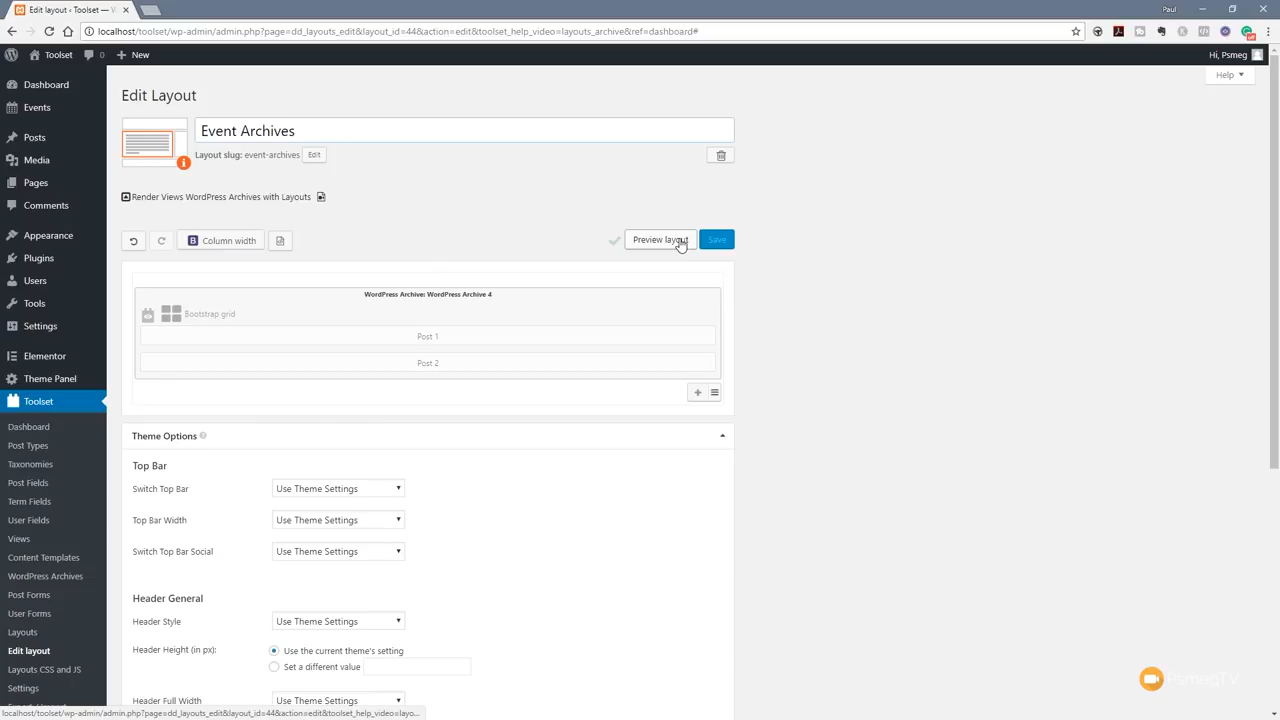 Edit layout ‹ Toolset — W
Paul
localhost/toolset/wp-admin/admin.php?page=dd_layouts_edit&layout_id=44&action=edit&toolset_help_video=layouts_archive&ref=dashboard#
Toolset
0
New
Hi, Psmeg
Help
Dashboard
Events
Posts
Media
Pages
Comments
Appearance
Plugins
Users
Tools
Settings
Elementor
Theme Panel
Toolset
Dashboard
Post Types
Taxonomies
Post Fields
Term Fields
User Fields
Views
Content Templates
WordPress Archives
Post Forms
User Forms
Layouts
Edit layout
Layouts CSS and JS
Settings
Edit Layout
Event Archives
Layout slug: event-archives
Edit
Render Views WordPress Archives with Layouts
B Column width
Preview layout
Save
WordPress Archive: WordPress Archive 4
Bootstrap grid
Post 1
Post 2
Theme Options
Top Bar
Switch Top Bar
Use Theme Settings
Top Bar Width
Use Theme Settings
Switch Top Bar Social
Use Theme Settings
Header General
Header Style
Use Theme Settings
Header Height (in px):
Use the current theme's setting
Set a different value
Header Full Width
Use Theme Settings
PsmegTV
localhost/toolset/wp-admin/admin.php?page=dd_layouts_edit&layout_id=44&action=edit&toolset_help_video=layo...